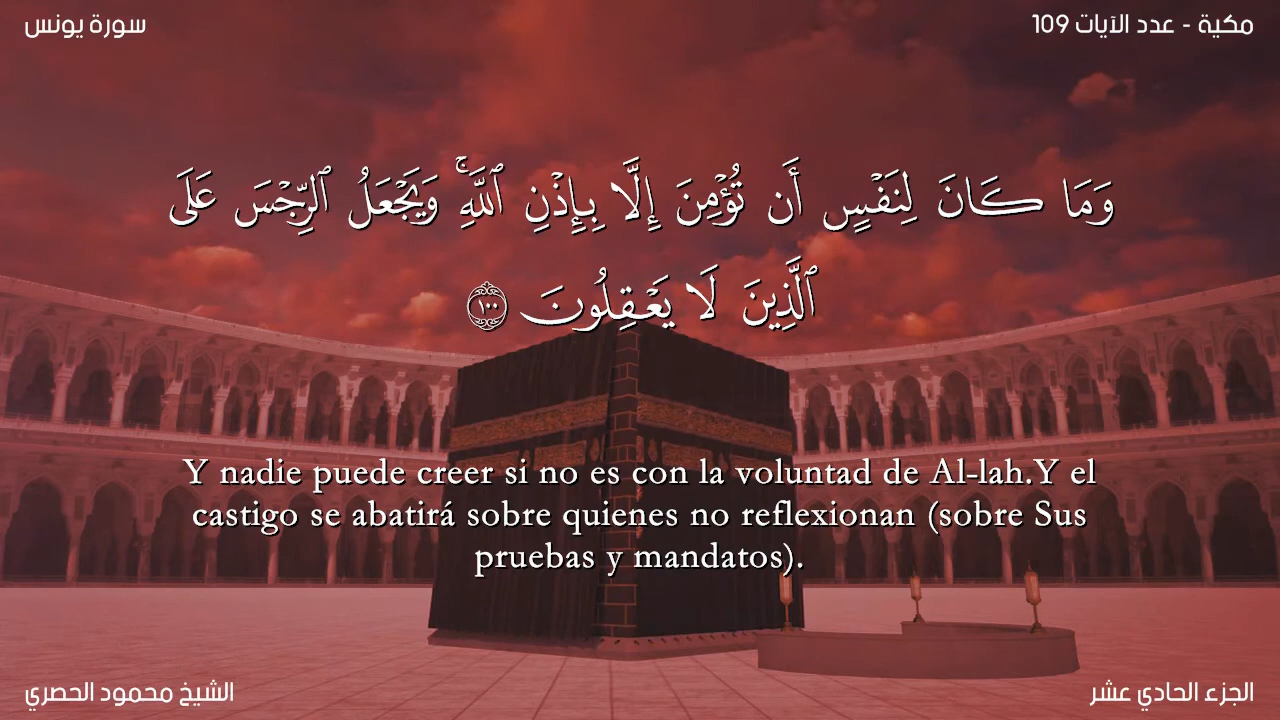 سورة يونس
مكية - عدد الآيات 109
وَمَا كَانَ لِنَفْسٍ أَن تُؤْمِنَ إِلَّا بِإِذْنِ ٱللَّهِ ۚ وَيَجْعَلُ ٱلرِّجْسَ عَلَى
ٱلَّذِينَ لَا يَعْقِلُونَ ١٠٠
Y nadie puede creer si no es con la voluntad de Al-lah.Y el
castigo se abatirá sobre quienes no reflexionan (sobre Sus
pruebas y mandatos).
الشيخ محمود الحصري
الجزء الحادي عشر